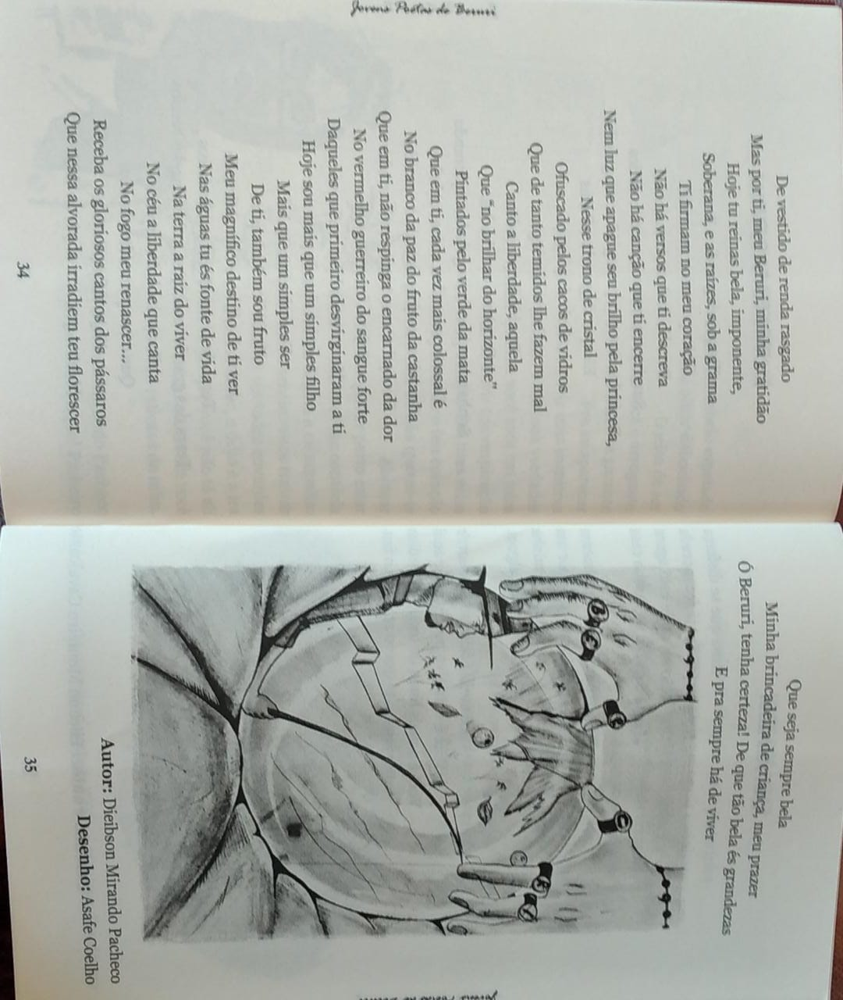 Jovens Poetas de Beruri
De vestido de renda rasgado
Mas por ti, meu Beruri, minha gratidão
Hoje tu reinas bela, imponente,
Soberana, e as raízes, sob a grama
Ti firmam no meu coração
Não há versos que ti descreva
Não há canção que ti encerre
Nem luz que apague seu brilho pela princesa,
Nesse trono de cristal
Ofuscado pelos cacos de vidros
Que de tanto temidos lhe fazem mal
Canto a liberdade, aquela
Que "no brilhar do horizonte"
Pintados pelo verde da mata
Que em ti, cada vez mais colossal é
No branco da paz do fruto da castanha
Que em ti, não respinga o encarnado da dor
No vermelho guerreiro do sangue forte
Daqueles que primeiro desvirginaram a ti
Hoje sou mais que um simples filho
Mais que um simples ser
De ti, também sou fruto
Meu magnífico destino de ti ver
Nas águas tu és fonte de vida
Na terra a raiz do viver
No céu a liberdade que canta
No fogo meu renascer...
Receba os gloriosos cantos dos pássaros
Que nessa alvorada irradiem teu florescer
34
Que seja sempre bela
Minha brincadeira de criança, meu prazer
Ó Beruri, tenha certeza! De que tão bela és grandezas
E pra sempre há de viver
Autor: Dieibson Mirando Pacheco
Desenho: Asafe Coelho
35